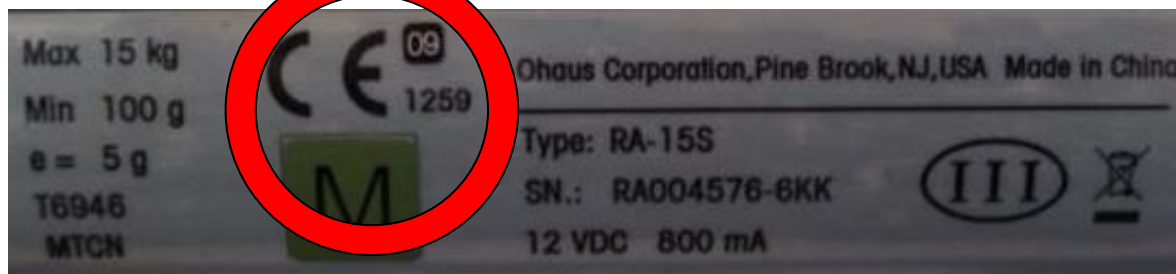 Max 15 kg
Min 100 g
e = 5 g
T6946
MTCN
CE 09
1259
M
Ohaus Corporation,Pine Brook,NJ,USA Made in China
Type: RA-15S
SN.: RA004576-6KK
12 VDC 800 mA
III